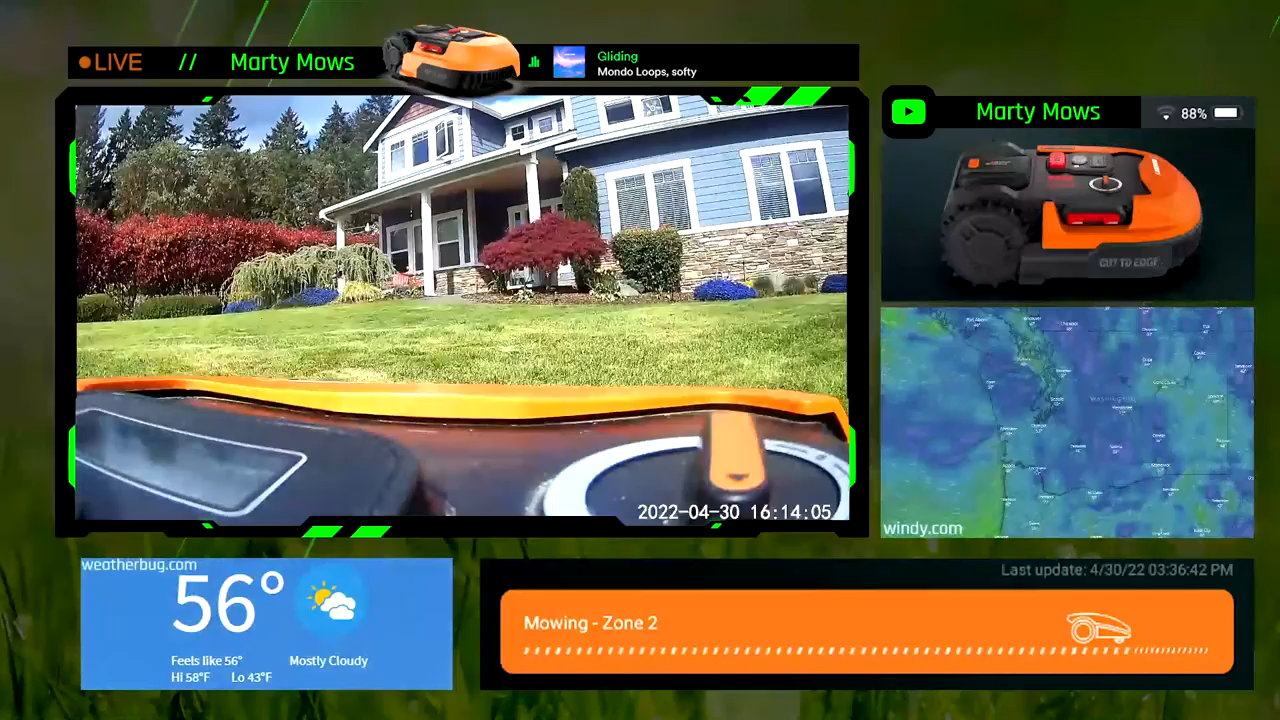 LIVE // Marty Mows
Gliding
Mondo Loops, softy
Marty Mows
88%
CUT TO EDGE
2022-04-30 16:14:05
windy.com
weatherbug.com
56°
Feels like 56°
Mostly Cloudy
Hi 58°F Lo 43°F
Last update: 4/30/22 03:36:42 PM
Mowing - Zone 2